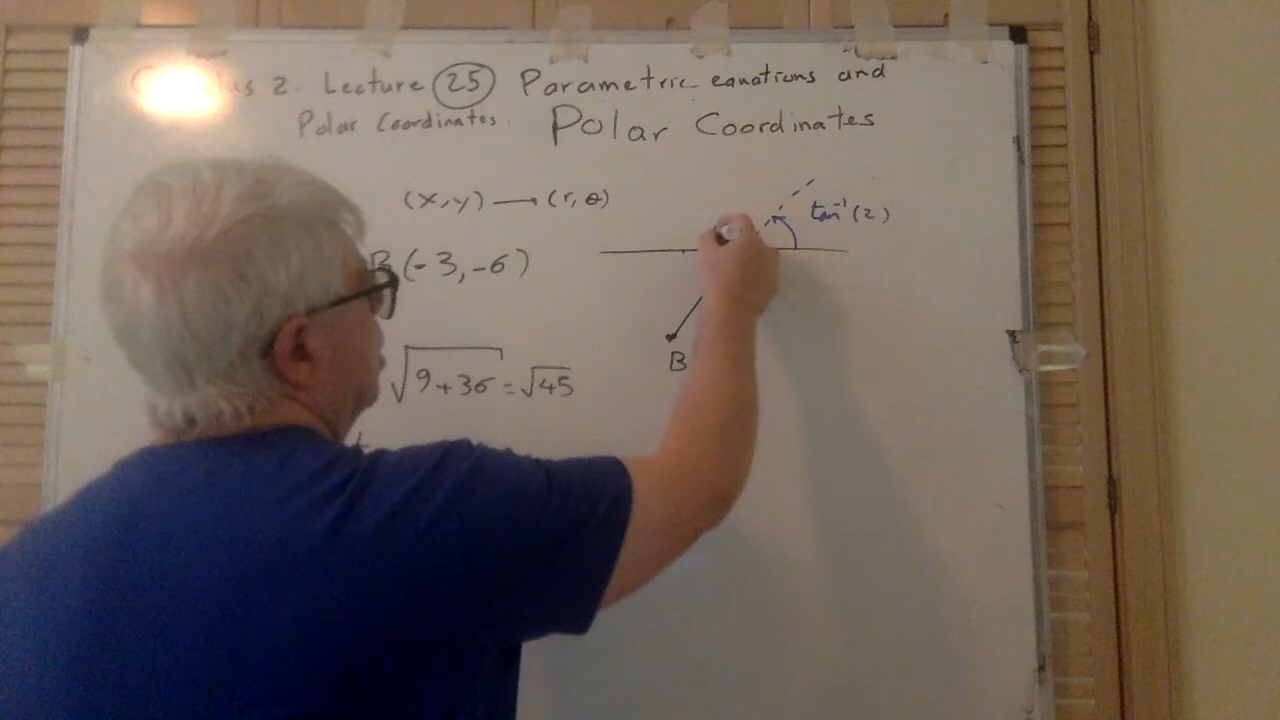 us 2. Lecture 25 Parametric equations and
Polar Coordinates. Polar Coordinates
(x,y) → (r,θ)
tan⁻¹(2)
B(-3,-6)
√9+36 = √45
B